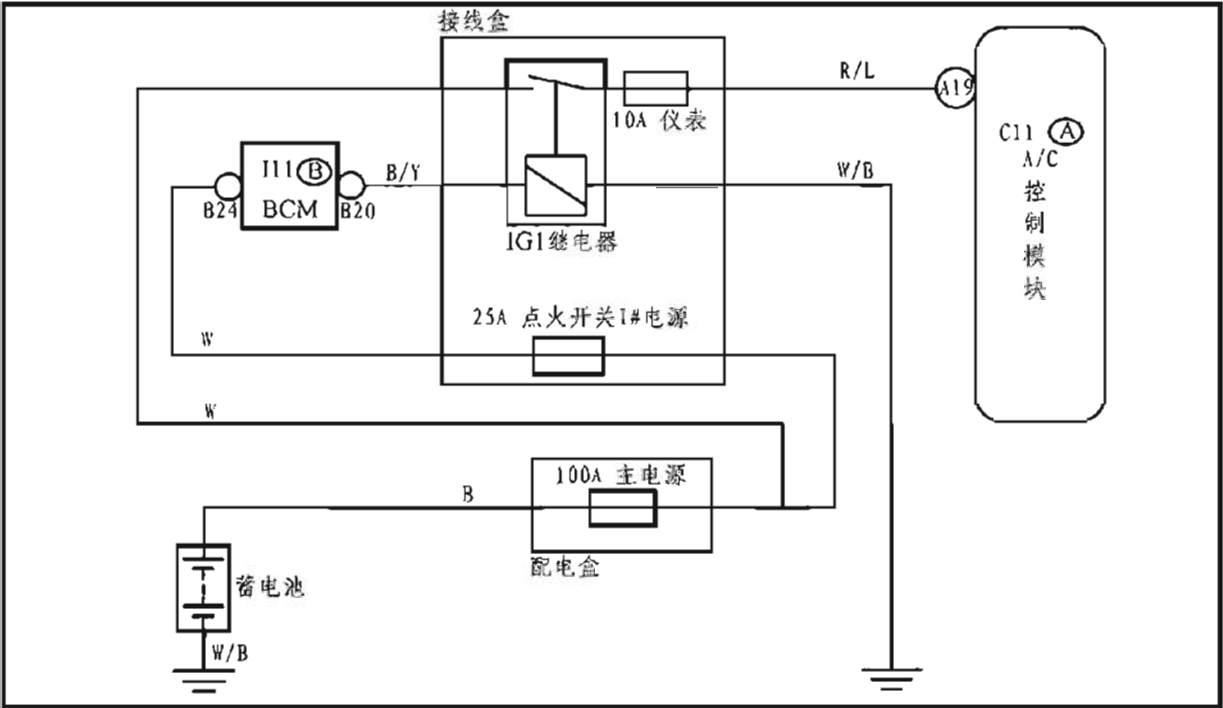 接线盒
R/L
A19
10A 仪表
C11 A
A/C
控
制
模
块
I11 B
BCM
B24
B20
B/Y
W/B
IG1继电器
25A 点火开关1#电源
W
W
100A 主电源
B
配电盒
蓄电池
W/B